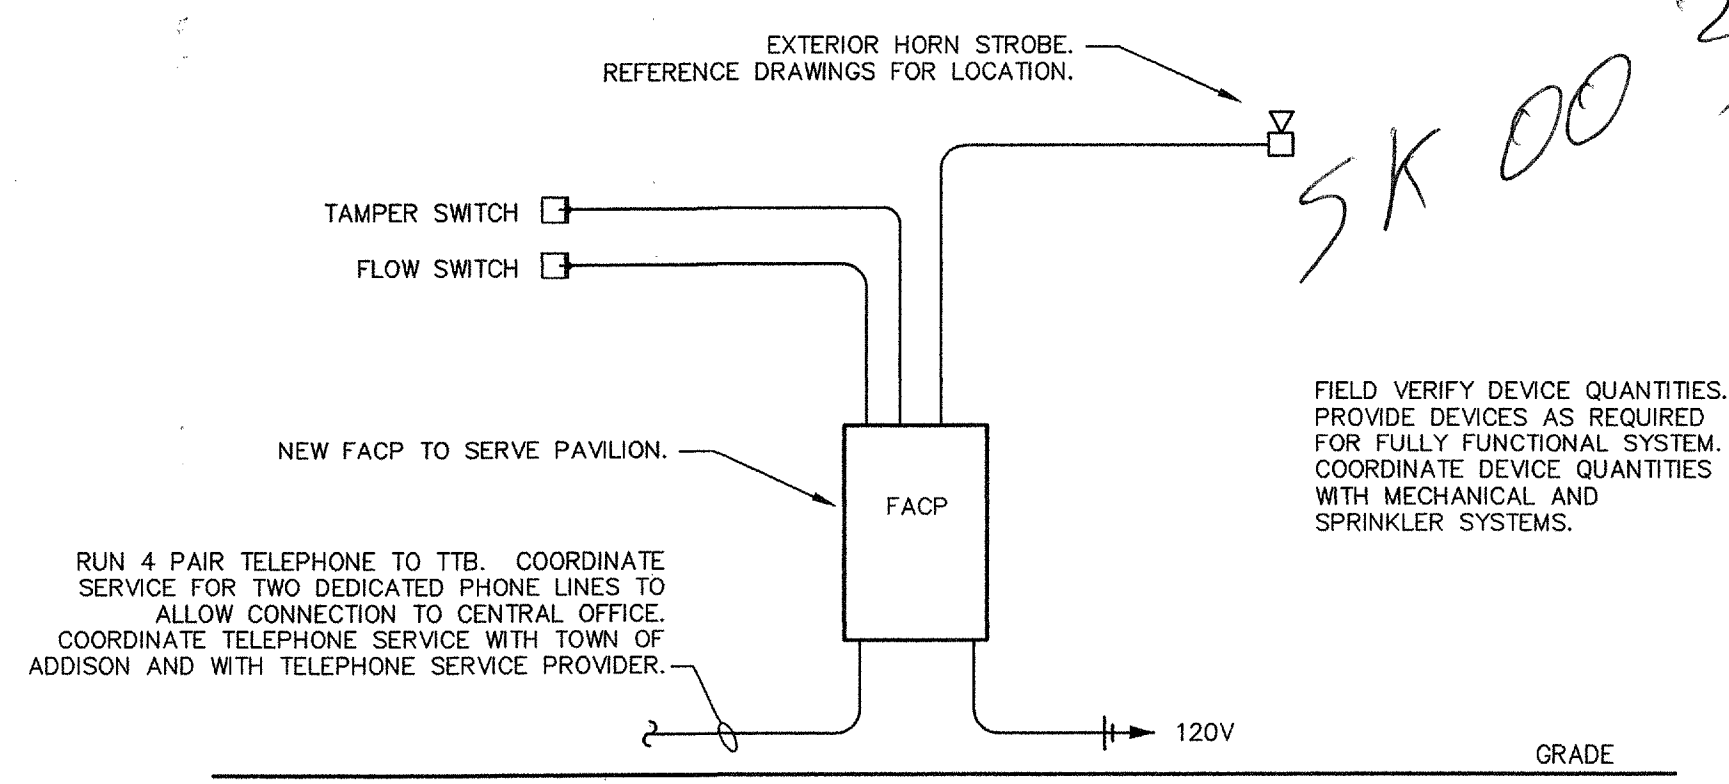 EXTERIOR HORN STROBE.
REFERENCE DRAWINGS FOR LOCATION.
SK 00
TAMPER SWITCH
FLOW SWITCH
FIELD VERIFY DEVICE QUANTITIES.
PROVIDE DEVICES AS REQUIRED
FOR FULLY FUNCTIONAL SYSTEM.
COORDINATE DEVICE QUANTITIES
WITH MECHANICAL AND
SPRINKLER SYSTEMS.
NEW FACP TO SERVE PAVILION.
FACP
RUN 4 PAIR TELEPHONE TO TTB. COORDINATE
SERVICE FOR TWO DEDICATED PHONE LINES TO
ALLOW CONNECTION TO CENTRAL OFFICE.
COORDINATE TELEPHONE SERVICE WITH TOWN OF
ADDISON AND WITH TELEPHONE SERVICE PROVIDER.
120V
GRADE